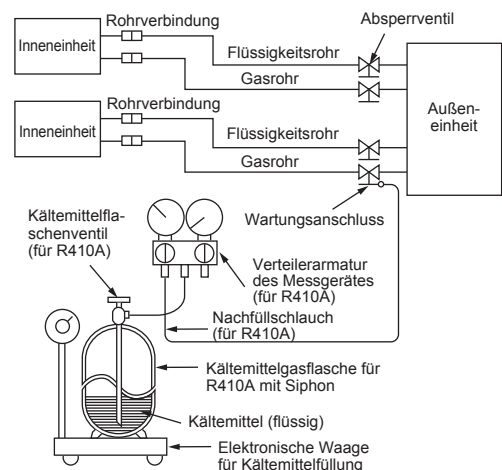 Absperrventil
Rohrverbindung
Inneneinheit
Flüssigkeitsrohr
Gasrohr
Außen-
einheit
Rohrverbindung
Inneneinheit
Flüssigkeitsrohr
Gasrohr
Wartungsanschluss
Kältemittelfla-
schenventil
(für R410A)
Verteilerarmatur
des Messgerätes
(für R410A)
Nachfüllschlauch
(für R410A)
Kältemittelgasflasche für
R410A mit Siphon
Kältemittel (flüssig)
Elektronische Waage
für Kältemittelfüllung